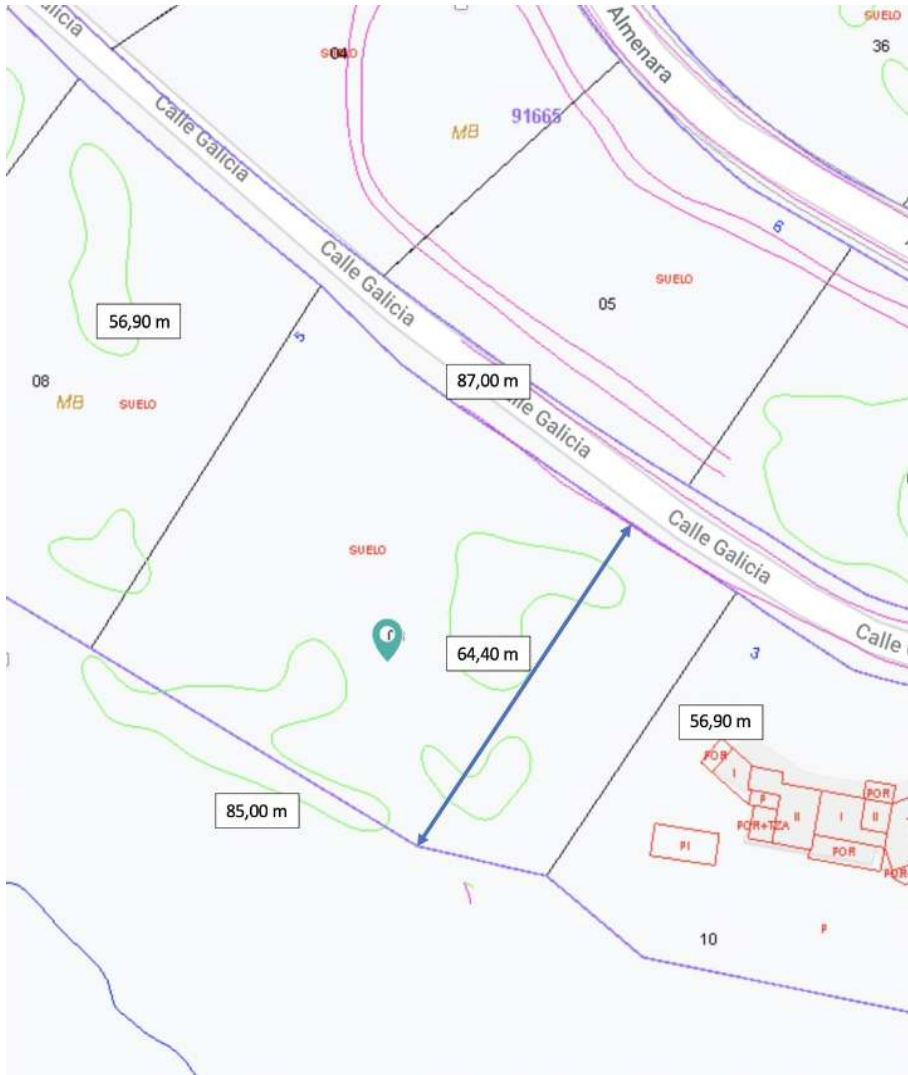 Galicia
SUELO
04
Almenara
SUELO
36
MB
91665
Calle Galicia
6
SUELO
05
Calle Galicia
56,90 m
5
08
MB
SUELO
87,00 m
Calle Galicia
Calle Galicia
SUELO
64,40 m
Calle
3
56,90 m
POR
I
POR
P
II
I
II
POR+TZA
PI
POR
POR
85,00 m
10
P